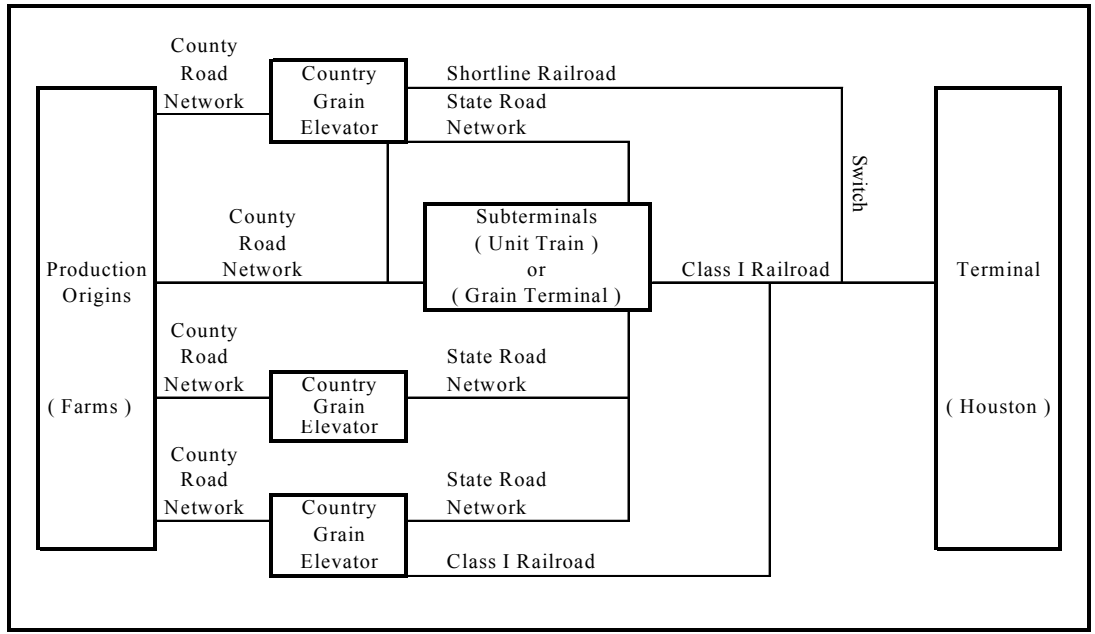 County
Road
Network
Country
Grain
Elevator
Shortline Railroad
State Road
Network
Switch
County
Road
Network
Subterminals
( Unit Train )
or
( Grain Terminal )
Class I Railroad
Production
Origins
( Farms )
Terminal
( Houston )
County
Road
Network
Country
Grain
Elevator
State Road
Network
County
Road
Network
Country
Grain
Elevator
State Road
Network
Class I Railroad